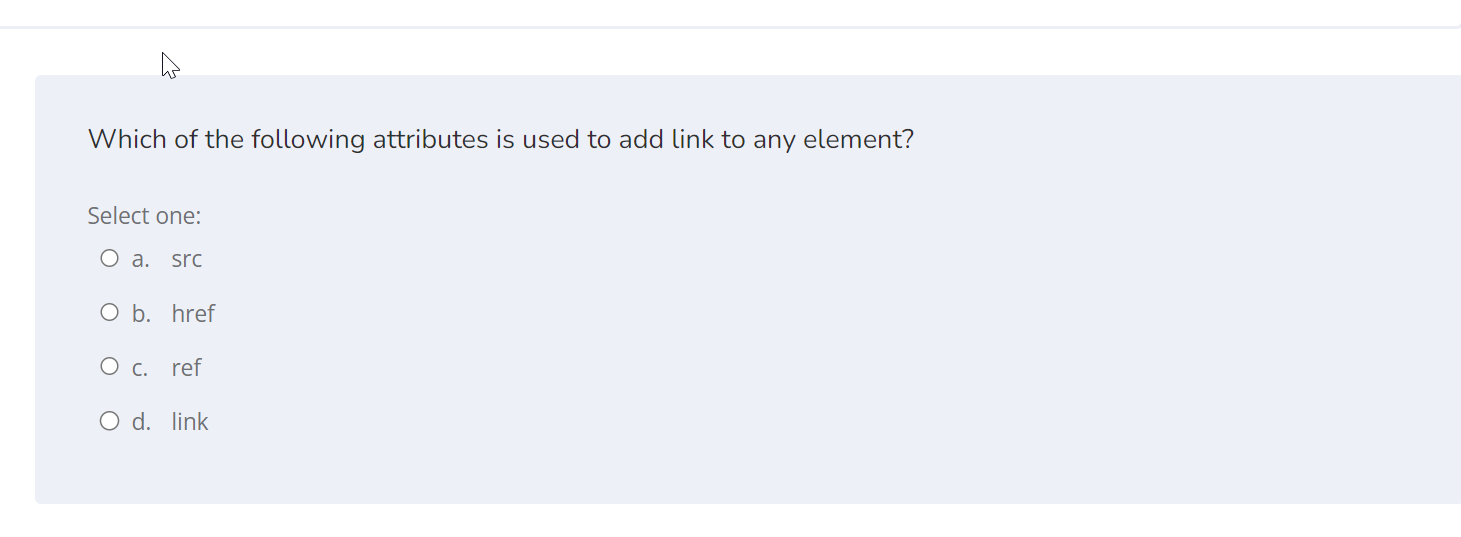 Which of the following attributes is used to add link to any element?
Select one:
a. src
b. href
c. ref
d. link